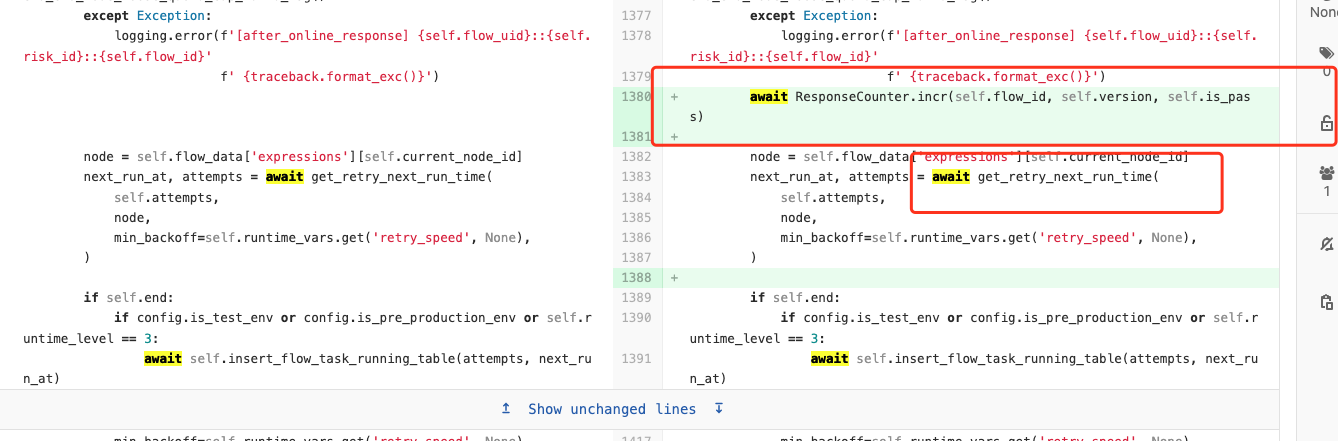 except Exception:
logging.error(f'[after_online_response] {self.flow_uid}::{self.
risk_id}::{self.flow_id}'
f' {traceback.format_exc()}')
node = self.flow_data['expressions'][self.current_node_id]
next_run_at, attempts = await get_retry_next_run_time(
self.attempts,
node,
min_backoff=self.runtime_vars.get('retry_speed', None),
)
if self.end:
if config.is_test_env or config.is_pre_production_env or self.r
untime_level == 3:
await self.insert_flow_task_running_table(attempts, next_ru
n_at)
1377 except Exception:
1378 logging.error(f'[after_online_response] {self.flow_uid}::{self.
risk_id}::{self.flow_id}'
1379 f' {traceback.format_exc()}')
1380 + await ResponseCounter.incr(self.flow_id, self.version, self.is_pas
s)
1381 +
1382 node = self.flow_data['expressions'][self.current_node_id]
1383 next_run_at, attempts = await get_retry_next_run_time(
1384 self.attempts,
1385 node,
1386 min_backoff=self.runtime_vars.get('retry_speed', None),
1387 )
1388 +
1389 if self.end:
1390 if config.is_test_env or config.is_pre_production_env or self.r
untime_level == 3:
1391 await self.insert_flow_task_running_table(attempts, next_ru
n_at)
Show unchanged lines
min_backoff=self.runtime_vars.get('retry_speed', None),
1417 min_backoff=self.runtime_vars.get('retry_speed', None),
None
0
1